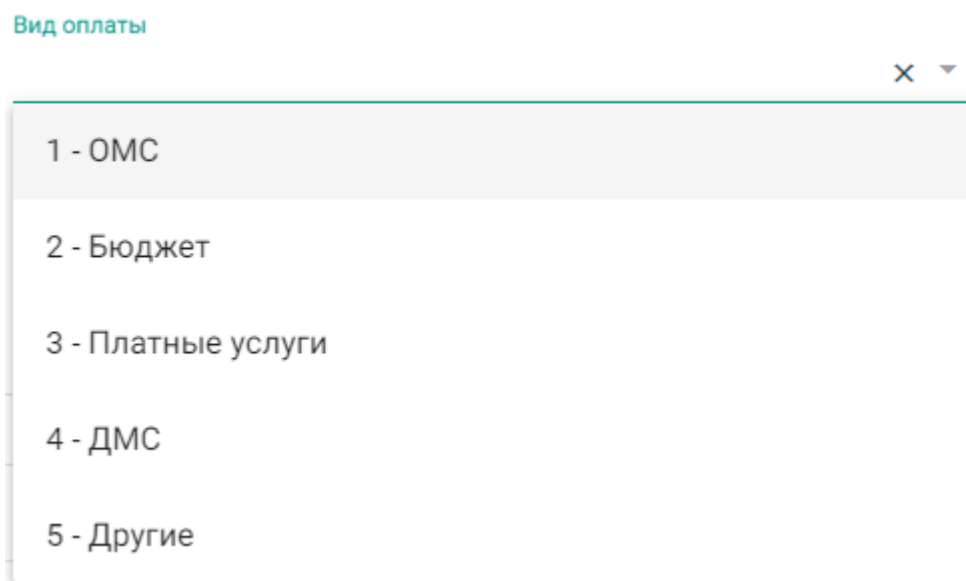 Вид оплаты
1 - ОМС
2 - Бюджет
3 - Платные услуги
4 - ДМС
5 - Другие